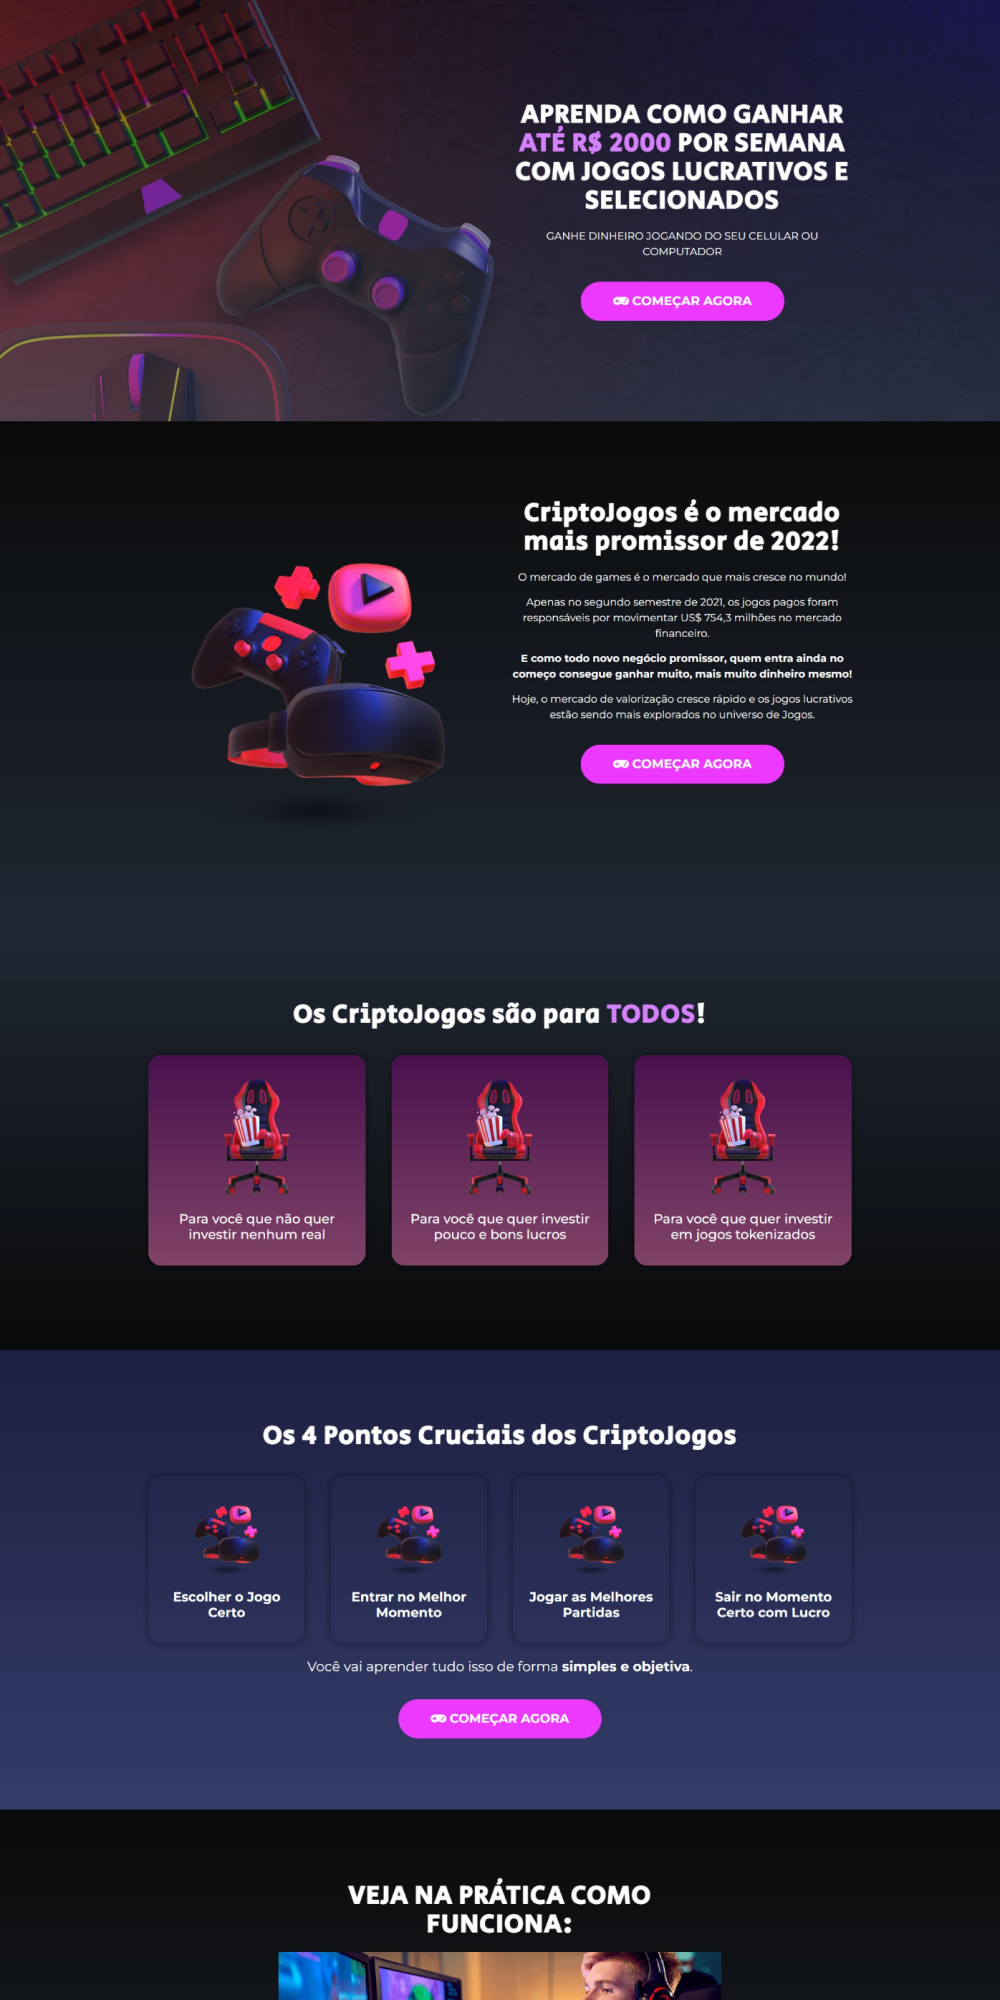 APRENDA COMO GANHAR
ATÉ R$ 2000 POR SEMANA
COM JOGOS LUCRATIVOS E
SELECIONADOS
GANHE DINHEIRO JOGANDO DO SEU CELULAR OU
COMPUTADOR
COMEÇAR AGORA
CriptoJogos é o mercado
mais promissor de 2022!
O mercado de games é o mercado que mais cresce no mundo!
Apenas no segundo semestre de 2021, os jogos pagos foram
responsáveis por movimentar US$ 754,3 milhões no mercado
financeiro.
E como todo novo negócio promissor, quem entra ainda no
começo consegue ganhar muito, mais muito dinheiro mesmo!
Hoje, o mercado de valorização cresce rápido e os jogos lucrativos
estão sendo mais explorados no universo de Jogos.
COMEÇAR AGORA
Os CriptoJogos são para TODOS!
Para você que não quer
investir nenhum real
Para você que quer investir
pouco e bons lucros
Para você que quer investir
em jogos tokenizados
Os 4 Pontos Cruciais dos CriptoJogos
Escolher o Jogo
Certo
Entrar no Melhor
Momento
Jogar as Melhores
Partidas
Sair no Momento
Certo com Lucro
Você vai aprender tudo isso de forma simples e objetiva.
COMEÇAR AGORA
VEJA NA PRÁTICA COMO
FUNCIONA: